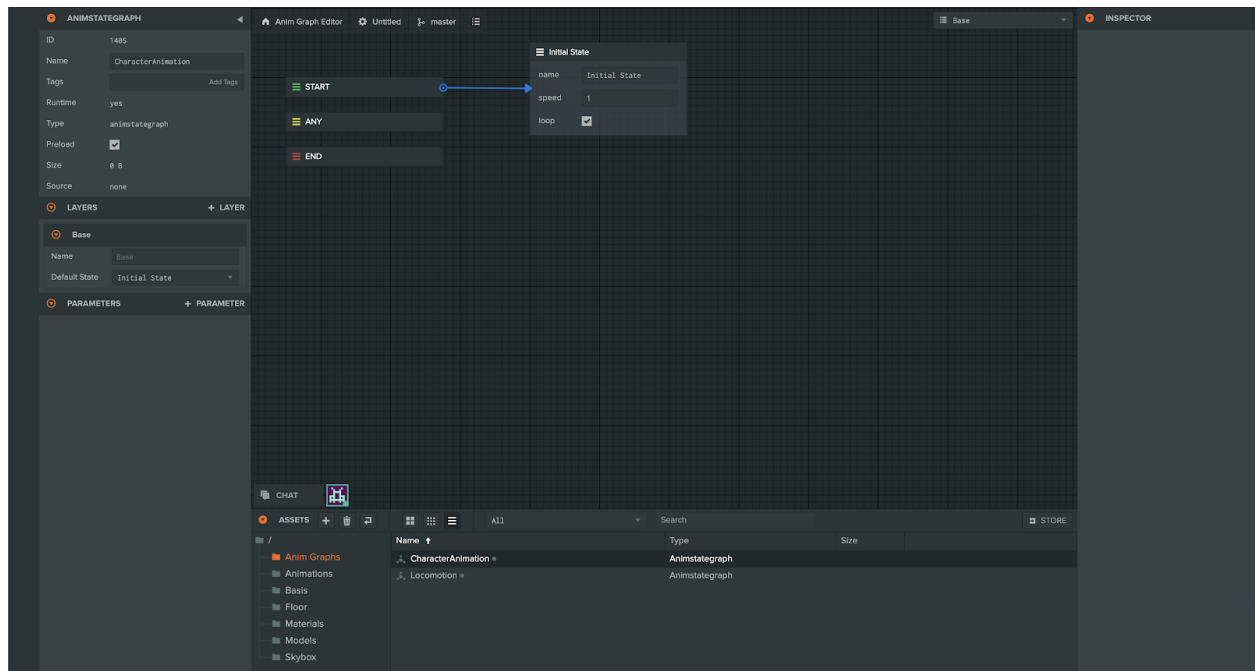 ANIMSTATEGRAPH
ID 1405
Name CharacterAnimation
Tags Add Tags
Runtime yes
Type animstategraph
Preload
Size 0 B
Source none
LAYERS + LAYER
Base
Name Base
Default State Initial State
PARAMETERS + PARAMETER
Anim Graph Editor Untitled master
Base
START
ANY
END
Initial State
name Initial State
speed 1
loop
INSPECTOR
CHAT
ASSETS All Search STORE
/
Anim Graphs
Animations
Basis
Floor
Materials
Models
Skybox
Name Type Size
CharacterAnimation Animstategraph
Locomotion Animstategraph